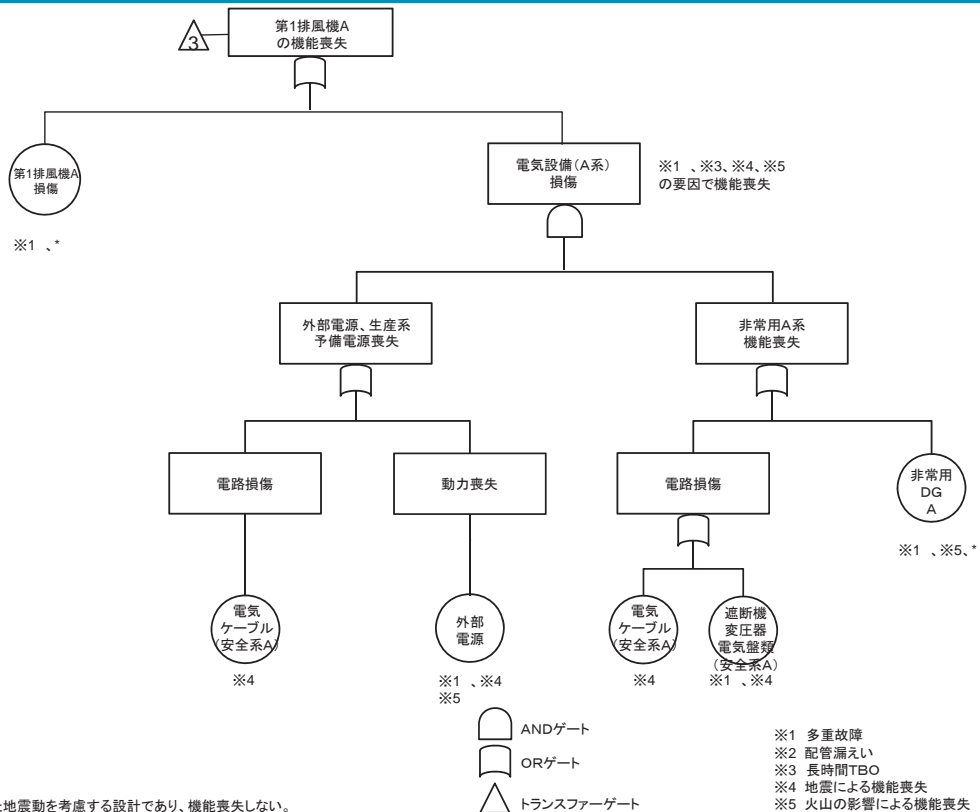 第1排風機A
の機能喪失
3
第1排風機A
損傷
※1 、*
電気設備(A系)
損傷
※1 、※3、※4、※5
の要因で機能喪失
外部電源、生産系
予備電源喪失
非常用A系
機能喪失
電路損傷
動力喪失
電路損傷
非常用
DG
A
※1 、※5、*
電気
ケーブル
(安全系A)
※4
外部
電源
※1 、※4
※5
電気
ケーブル
(安全系A)
※4
遮断機
変圧器
電気盤類
(安全系A)
※1 、※4
ANDゲート
ORゲート
トランスファーゲート
※1 多重故障
※2 配管漏えい
※3 長時間TBO
※4 地震による機能喪失
※5 火山の影響による機能喪失
地震動を考慮する設計であり、機能喪失しない。